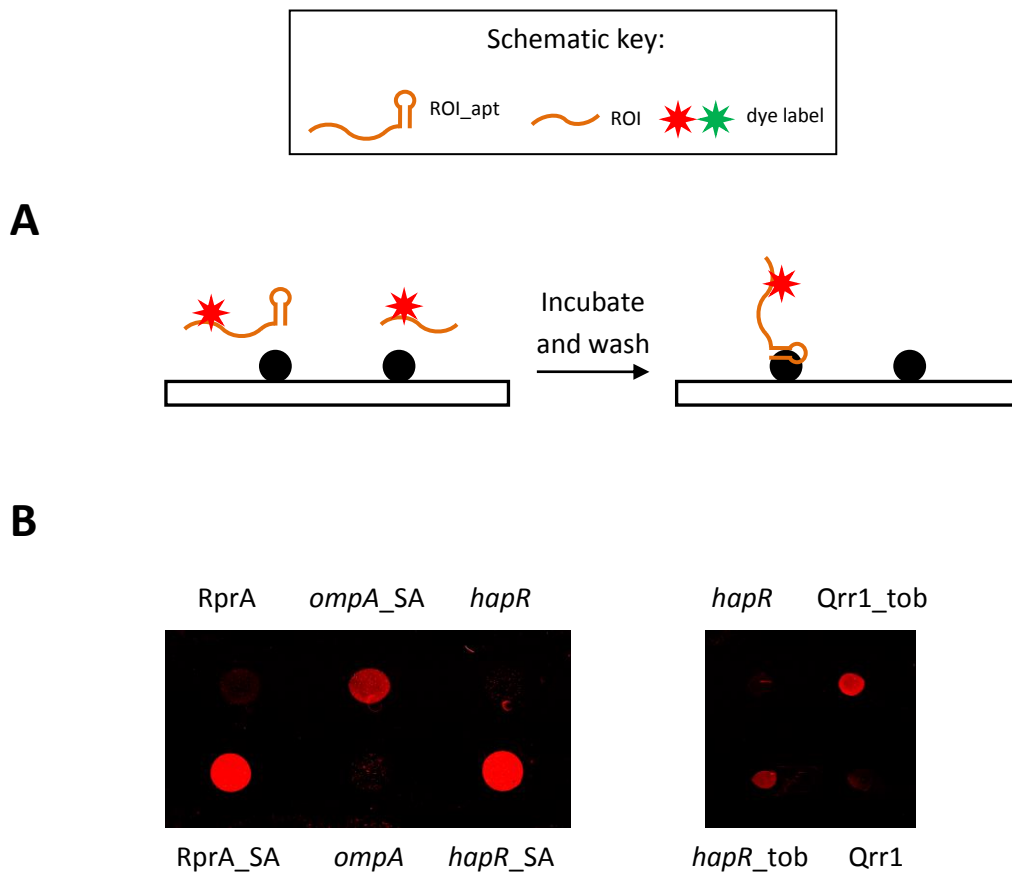 Schematic key:
ROI_apt ROI dye label
A
Incubate
and wash
B
RprA ompA_SA hapR hapR Qrr1_tob
RprA_SA ompA hapR_SA hapR_tob Qrr1